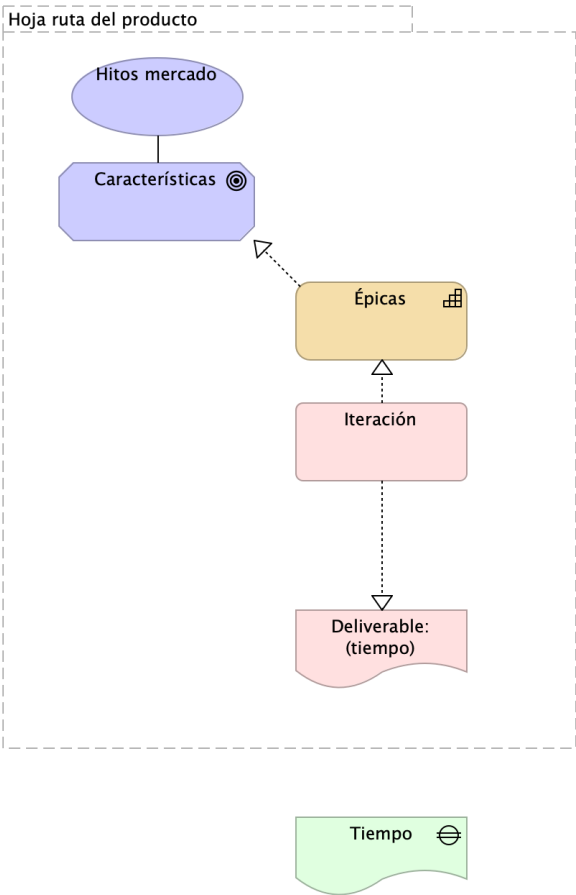 Hoja ruta del producto
Hitos mercado
Características
Épicas
Iteración
Deliverable:
(tiempo)
Tiempo